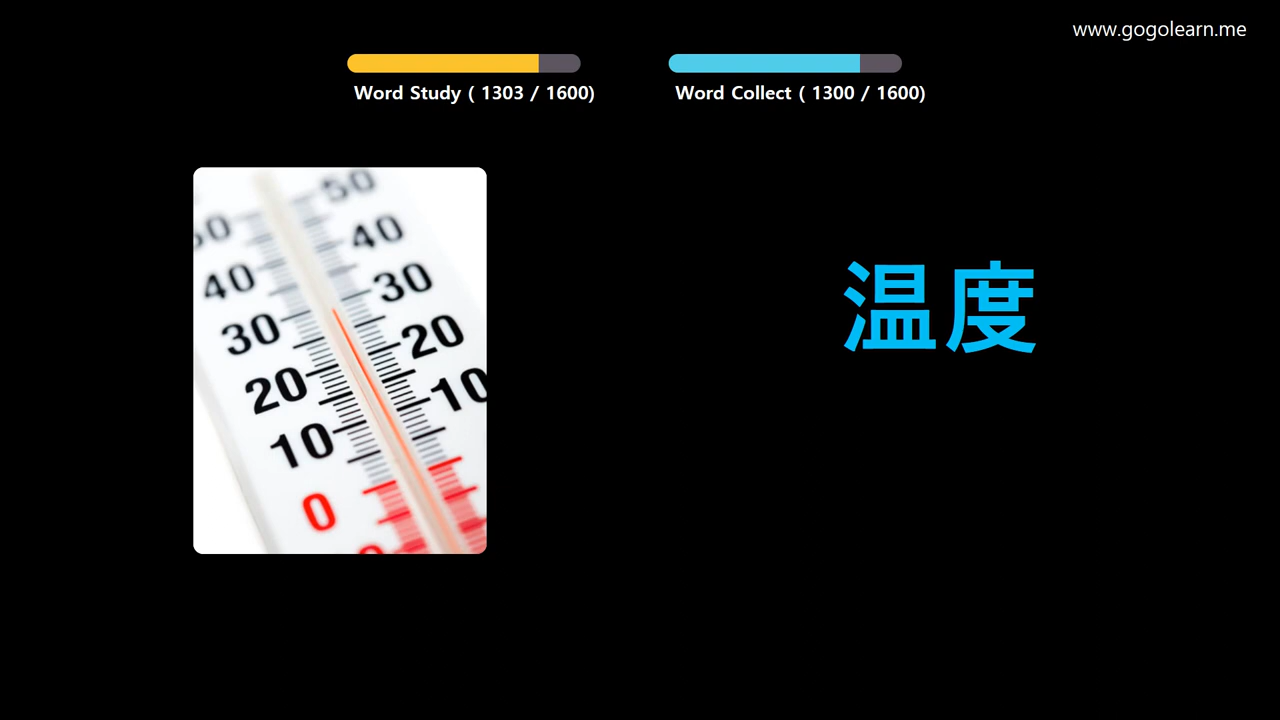 www.gogolearn.me
Word Study ( 1303 / 1600)
Word Collect ( 1300 / 1600)
温度
50
50
40
40
30
30
20
20
10
10
0